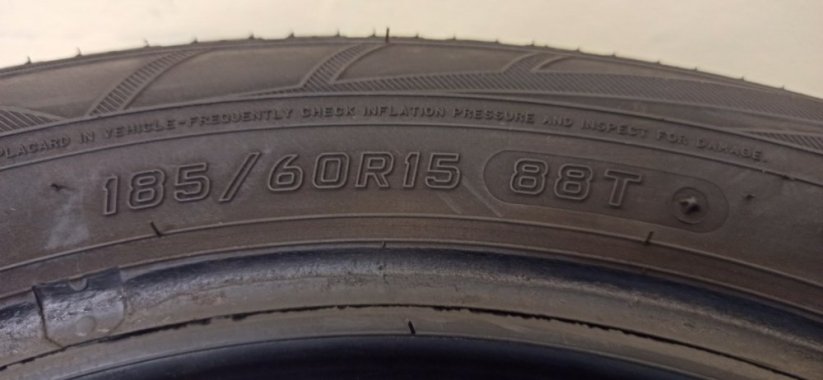 PLACARD IN VEHICLE-FREQUENTLY CHECK INFLATION PRESSURE AND INSPECT FOR DAMAGE.
185/60R15 88T